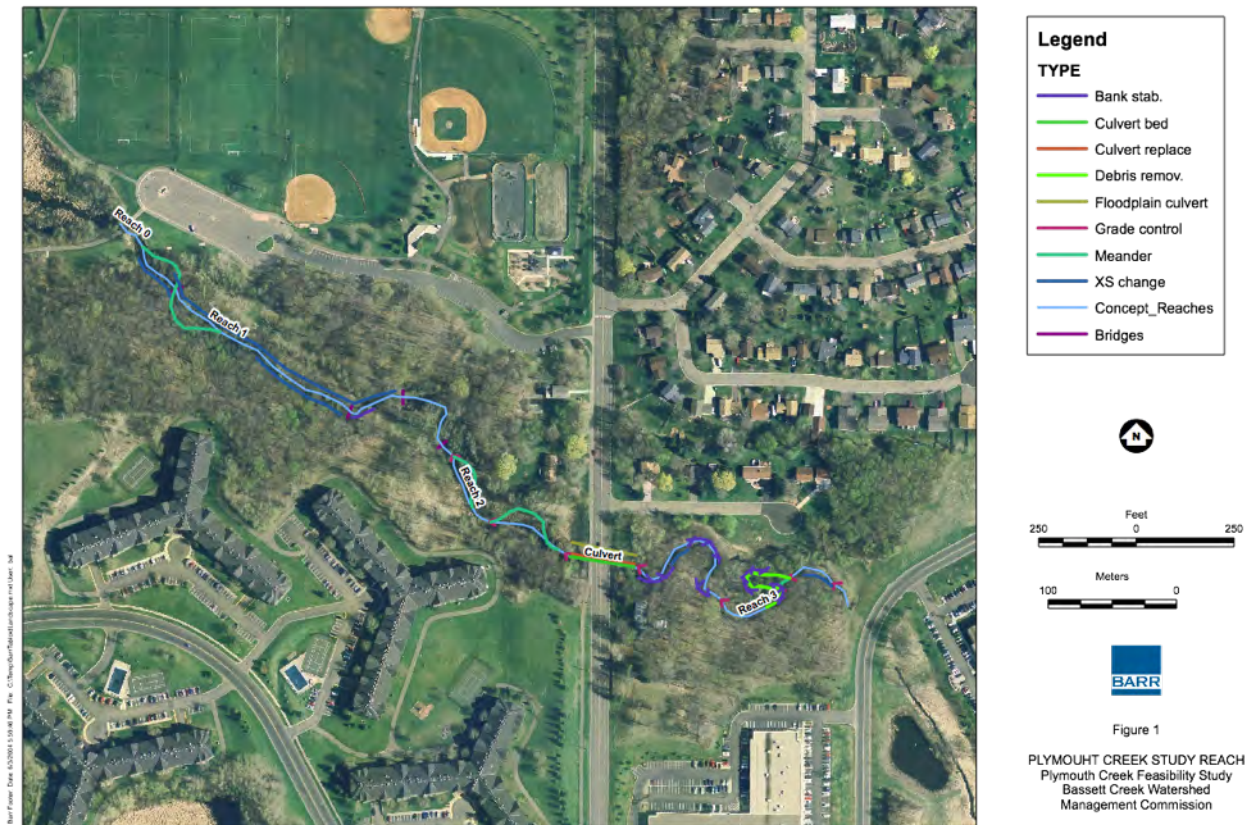 Reach 0
Reach 1
Reach 2
Culvert
Reach 3
Legend
TYPE
Bank stab.
Culvert bed
Culvert replace
Debris remov.
Floodplain culvert
Grade control
Meander
XS change
Concept_Reaches
Bridges
N
Feet
250 0 250
Meters
100 0
BARR
Figure 1
PLYMOUHT CREEK STUDY REACH
Plymouth Creek Feasibility Study
Bassett Creek Watershed
Management Commission